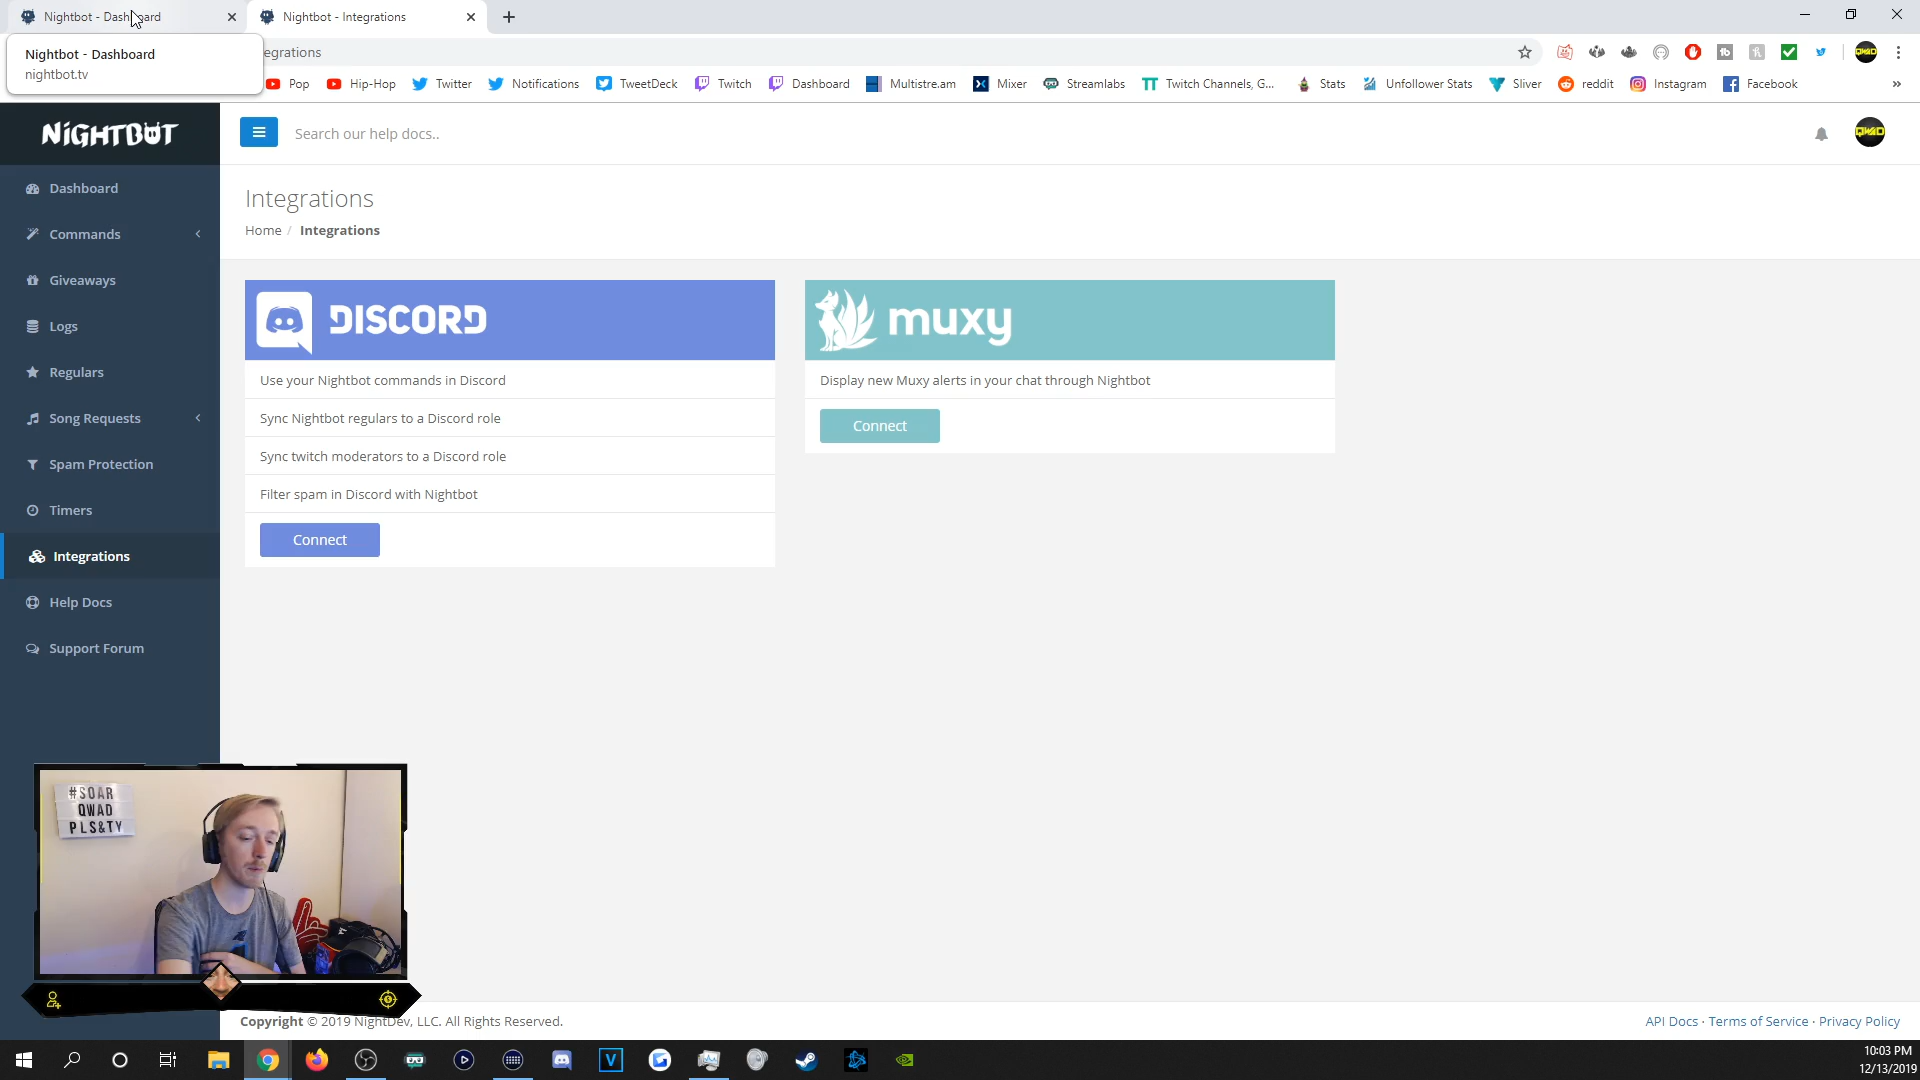 Nightbot - Dashboard
Nightbot - Integrations
Nightbot - Dashboard
nightbot.tv
egrations
Pop
Hip-Hop
Twitter
Notifications
TweetDeck
Twitch
Dashboard
Multistre.am
Mixer
Streamlabs
Twitch Channels, G...
Stats
Unfollower Stats
Sliver
reddit
Instagram
Facebook
»
NiGHTBOT
Search our help docs..
QWAD
Dashboard
Commands
Giveaways
Logs
Regulars
Song Requests
Spam Protection
Timers
Integrations
Help Docs
Support Forum
Integrations
Home / Integrations
DISCORD
Use your Nightbot commands in Discord
Sync Nightbot regulars to a Discord role
Sync twitch moderators to a Discord role
Filter spam in Discord with Nightbot
Connect
muxy
Display new Muxy alerts in your chat through Nightbot
Connect
#SOAR
QWAD
PLS&TY
Copyright © 2019 NightDev, LLC. All Rights Reserved.
API Docs · Terms of Service · Privacy Policy
10:03 PM
12/13/2019